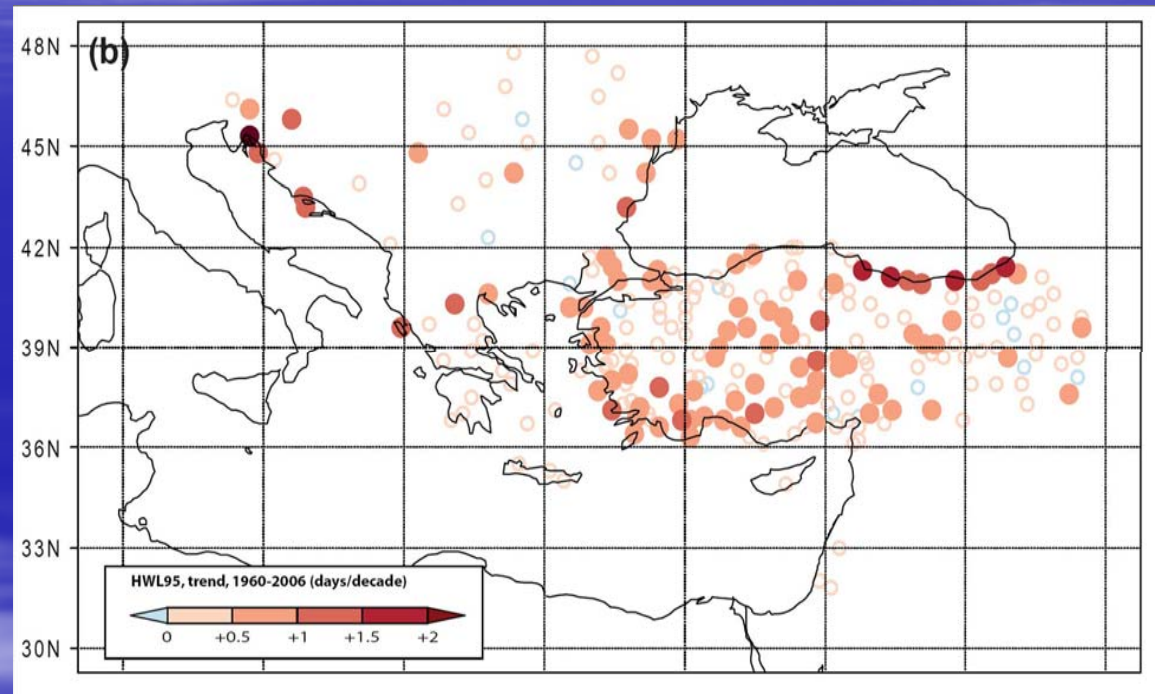 (b)
48N
45N
42N
39N
36N
33N
30N
HWL95, trend, 1960-2006 (days/decade)
0 +0.5 +1 +1.5 +2